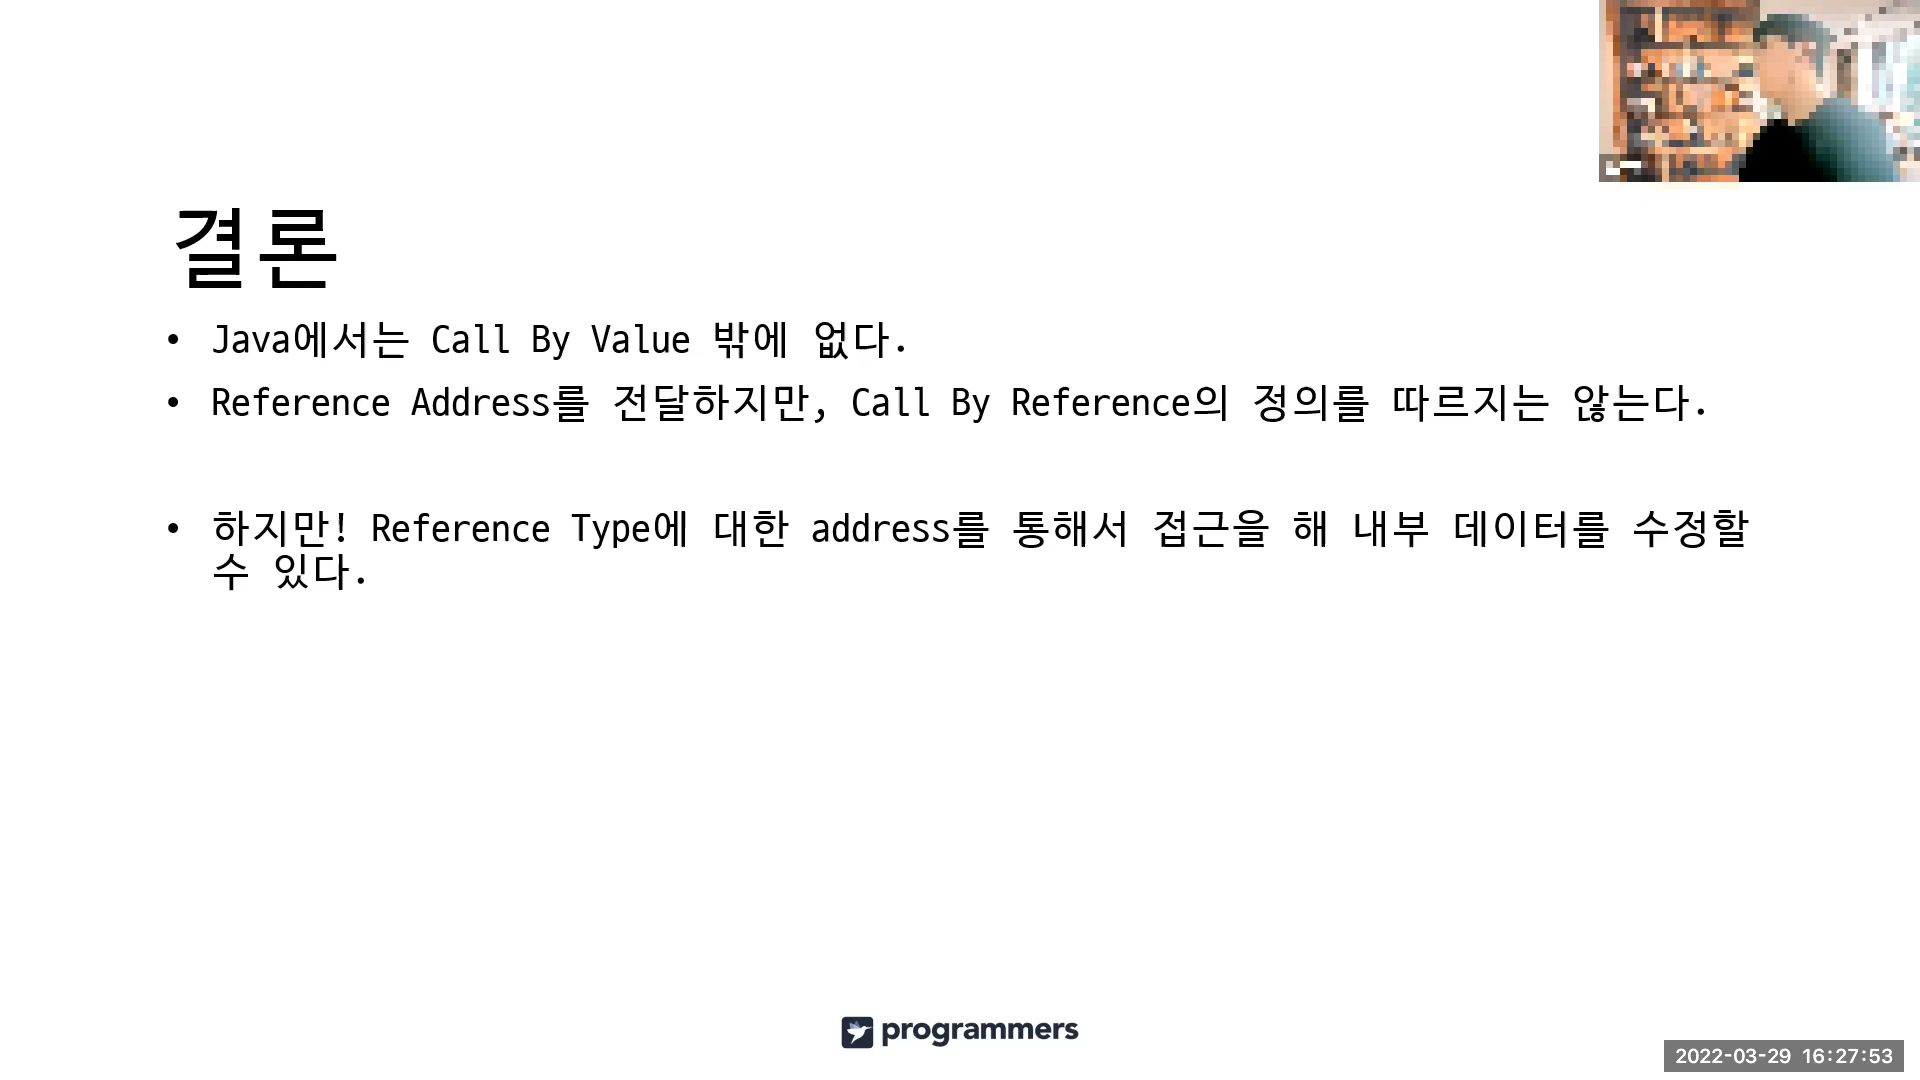 결론
• Java에서는 Call By Value 밖에 없다.
• Reference Address를 전달하지만, Call By Reference의 정의를 따르지는 않는다.
• 하지만! Reference Type에 대한 address를 통해서 접근을 해 내부 데이터를 수정할
수 있다.
programmers
2022-03-29 16:27:53